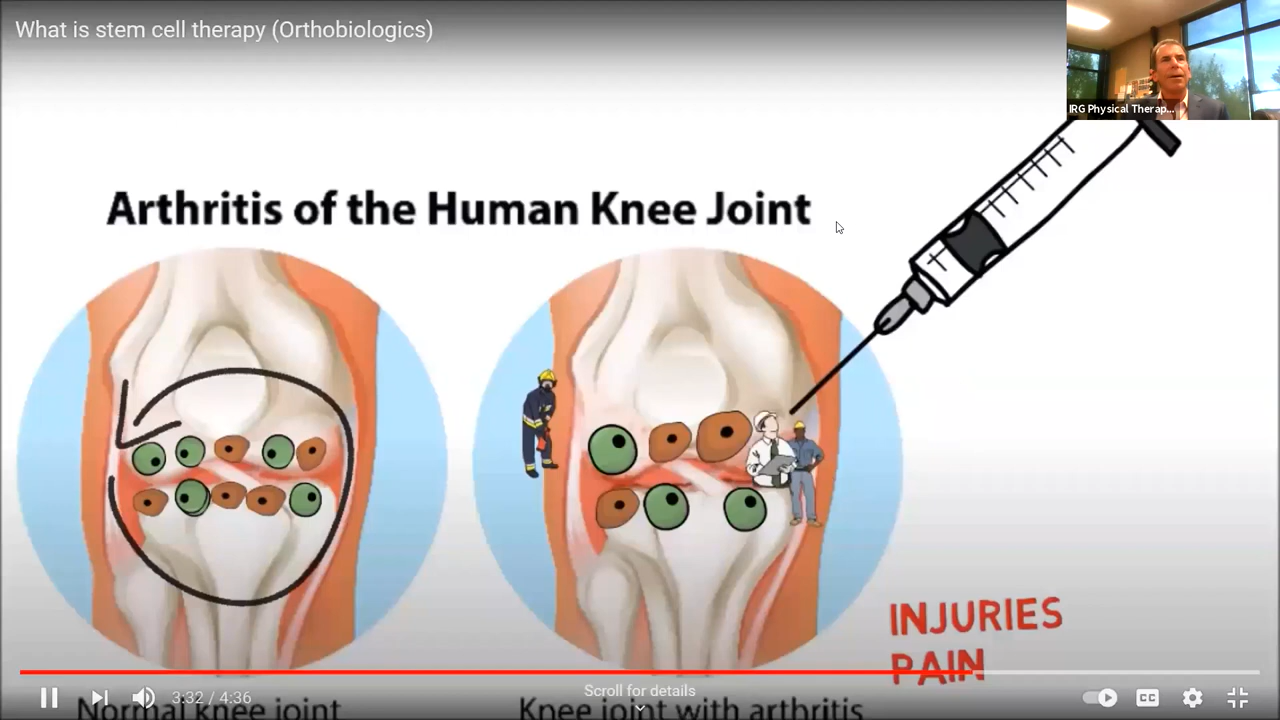 What is stem cell therapy (Orthobiologics)
IRG Physical Therap...
Arthritis of the Human Knee Joint
INJURIES
PAIN
Scroll for details
3:32 / 4:36
CC
Normal knee joint
Knee joint with arthritis